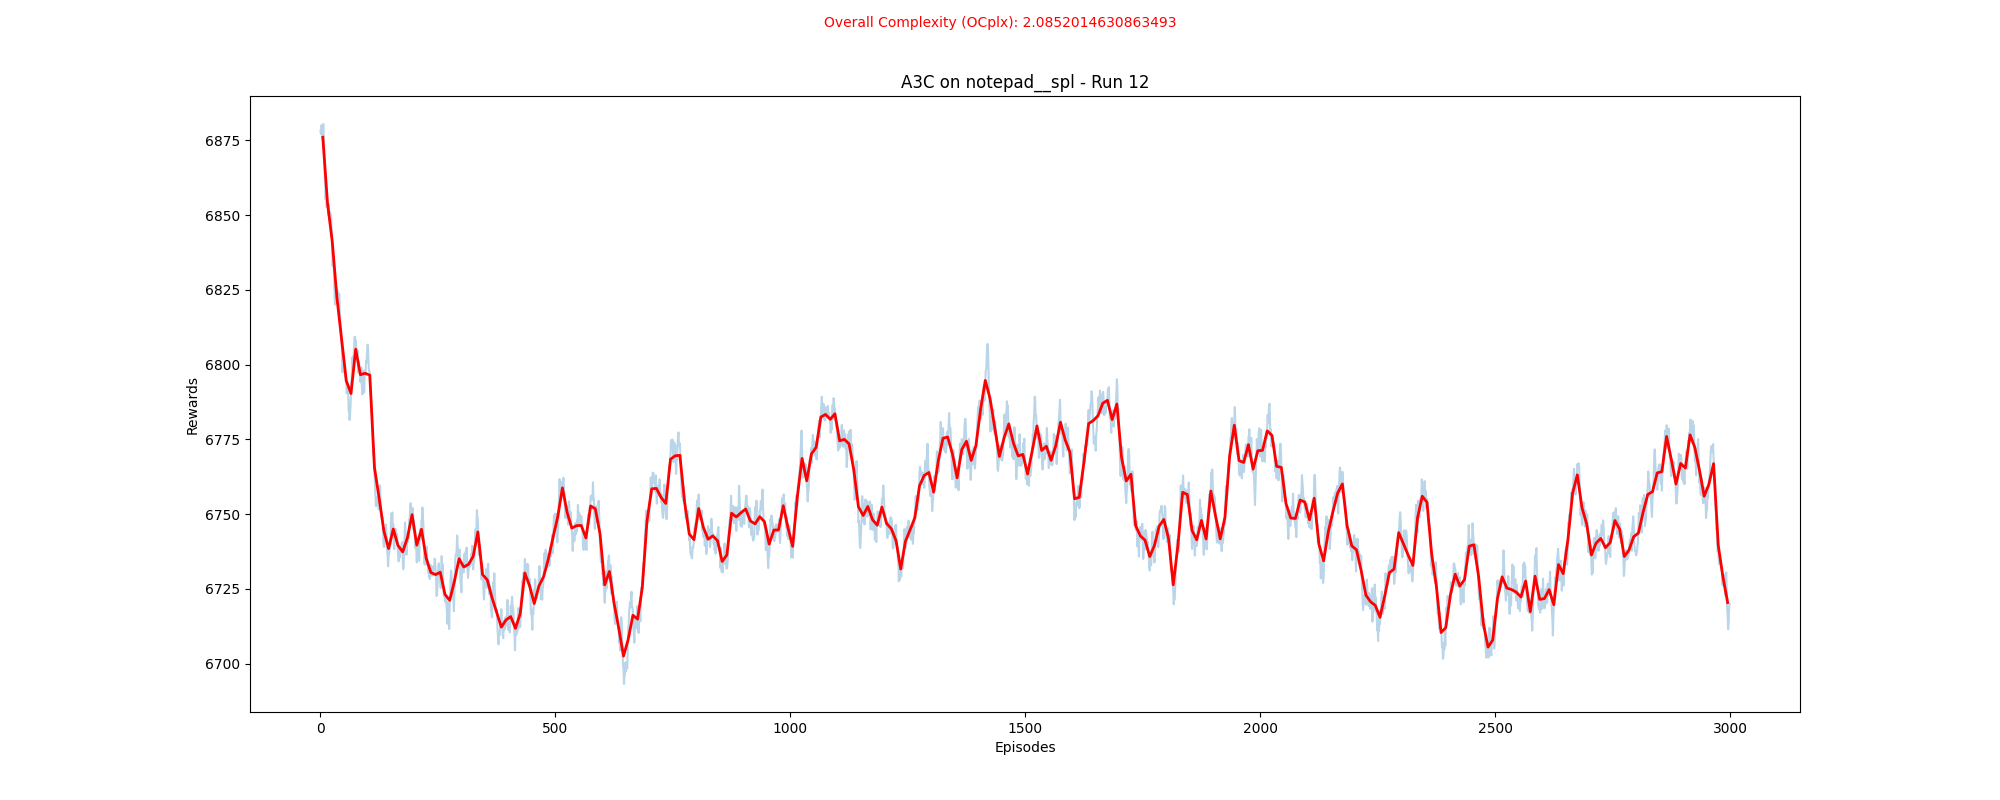 Overall Complexity (OCplx): 2.0852014630863493
A3C on notepad__spl - Run 12
6875
6850
6825
6800
6775
6750
6725
6700
Rewards
0 500 1000 1500 2000 2500 3000
Episodes